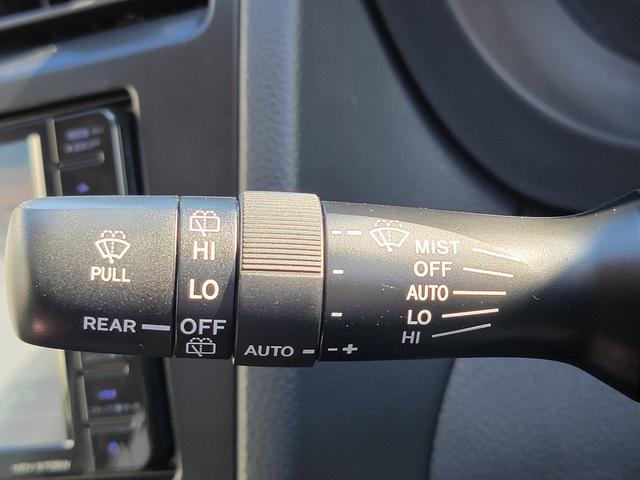 PULL
REAR
HI
LO
OFF
AUTO
- +
MIST
OFF
AUTO
LO
HI